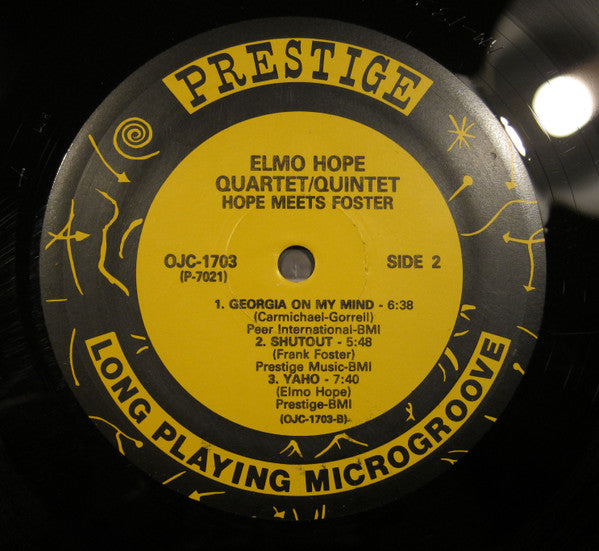 PRESTIGE
ELMO HOPE
QUARTET/QUINTET
HOPE MEETS FOSTER
OJC-1703
(P-7021)
SIDE 2
1. GEORGIA ON MY MIND - 6:38
(Carmichael-Gorrell)
Peer International-BMI
2. SHUTOUT - 5:48
(Frank Foster)
Prestige Music-BMI
3. YAHO - 7:40
(Elmo Hope)
Prestige-BMI
(OJC-1703-B)
LONG PLAYING MICROGROOVE